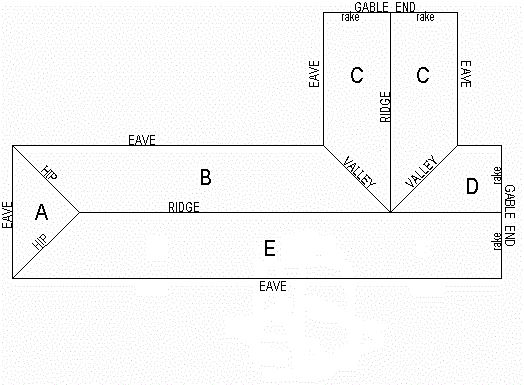 GABLE END
rake rake
EAVE
C
C
EAVE
RIDGE
EAVE
HIP
B
VALLEY
VALLEY
rake
D
EAVE
A
RIDGE
GABLE END
HIP
rake
E
EAVE